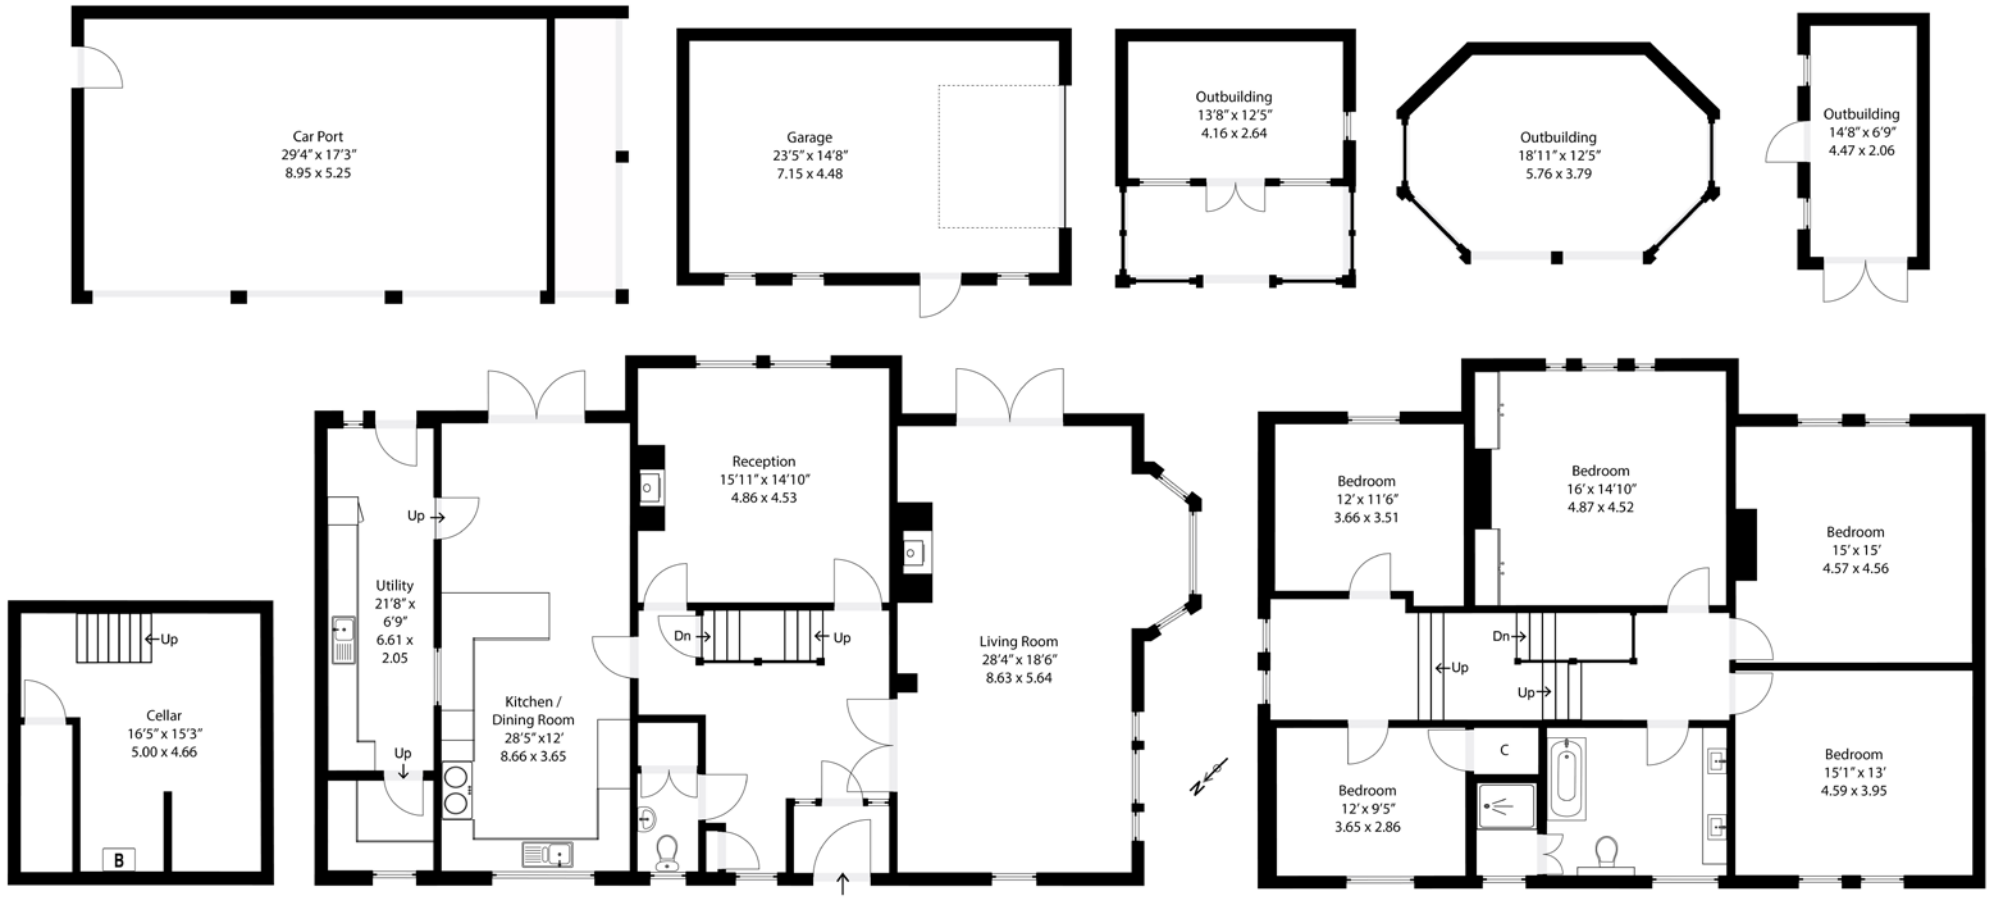 Car Port
29'4" x 17'3"
8.95 x 5.25
Garage
23'5" x 14'8"
7.15 x 4.48
Outbuilding
13'8" x 12'5"
4.16 x 2.64
Outbuilding
18'11" x 12'5"
5.76 x 3.79
Outbuilding
14'8" x 6'9"
4.47 x 2.06
Up
Cellar
16'5" x 15'3"
5.00 x 4.66
B
Up
Utility
21'8" x
6'9"
6.61 x
2.05
Up
Kitchen /
Dining Room
28'5" x12'
8.66 x 3.65
Reception
15'11" x 14'10"
4.86 x 4.53
Dn
Up
Living Room
28'4" x 18'6"
8.63 x 5.64
N
Bedroom
12' x 11'6"
3.66 x 3.51
Bedroom
16' x 14'10"
4.87 x 4.52
Bedroom
15' x 15'
4.57 x 4.56
Dn
Up
Up
C
Bedroom
12' x 9'5"
3.65 x 2.86
Bedroom
15'1" x 13'
4.59 x 3.95